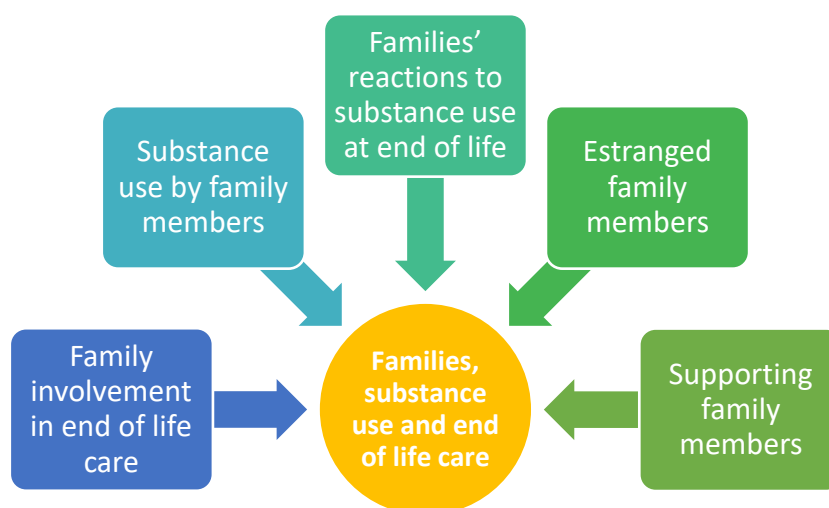 Families’
reactions to
substance use
at end of life
Substance
use by family
members
Estranged
family
members
Family
involvement
in end of life
care
Families,
substance
use and end
of life care
Supporting
family
members